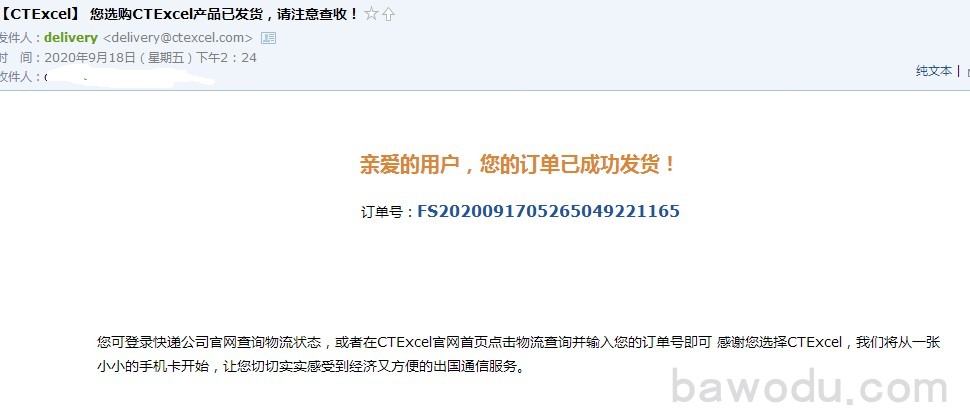 【CTExcel】 您选购CTExcel产品已发货，请注意查收！
发件人：delivery <delivery@ctexcel.com>
时 间：2020年9月18日（星期五）下午2：24
收件人：
纯文本 |
亲爱的用户，您的订单已成功发货！
订单号：FS2020091705265049221165
您可登录快递公司官网查询物流状态，或者在CTExcel官网首页点击物流查询并输入您的订单号即可 感谢您选择CTExcel，我们将从一张
小小的手机卡开始，让您切切实实感受到经济又方便的出国通信服务。
bawodu.com